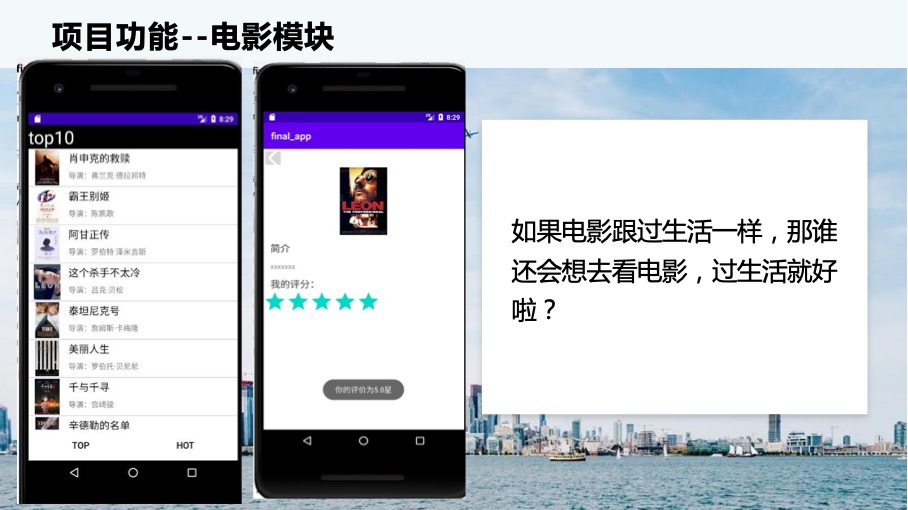 项目功能--电影模块
8:29
top10
肖申克的救赎
导演：弗兰克·德拉邦特
霸王别姬
导演：陈凯歌
阿甘正传
导演：罗伯特·泽米吉斯
这个杀手不太冷
导演：吕克·贝松
泰坦尼克号
导演：詹姆斯·卡梅隆
美丽人生
导演：罗伯托·贝尼尼
千与千寻
导演：宫崎骏
辛德勒的名单
TOP HOT
8:29
final_app
LEON
THE PROFESSIONAL
简介
xxxxxxx
我的评分：
你的评价为5.0星
如果电影跟过生活一样，那谁
还会想去看电影，过生活就好
啦？